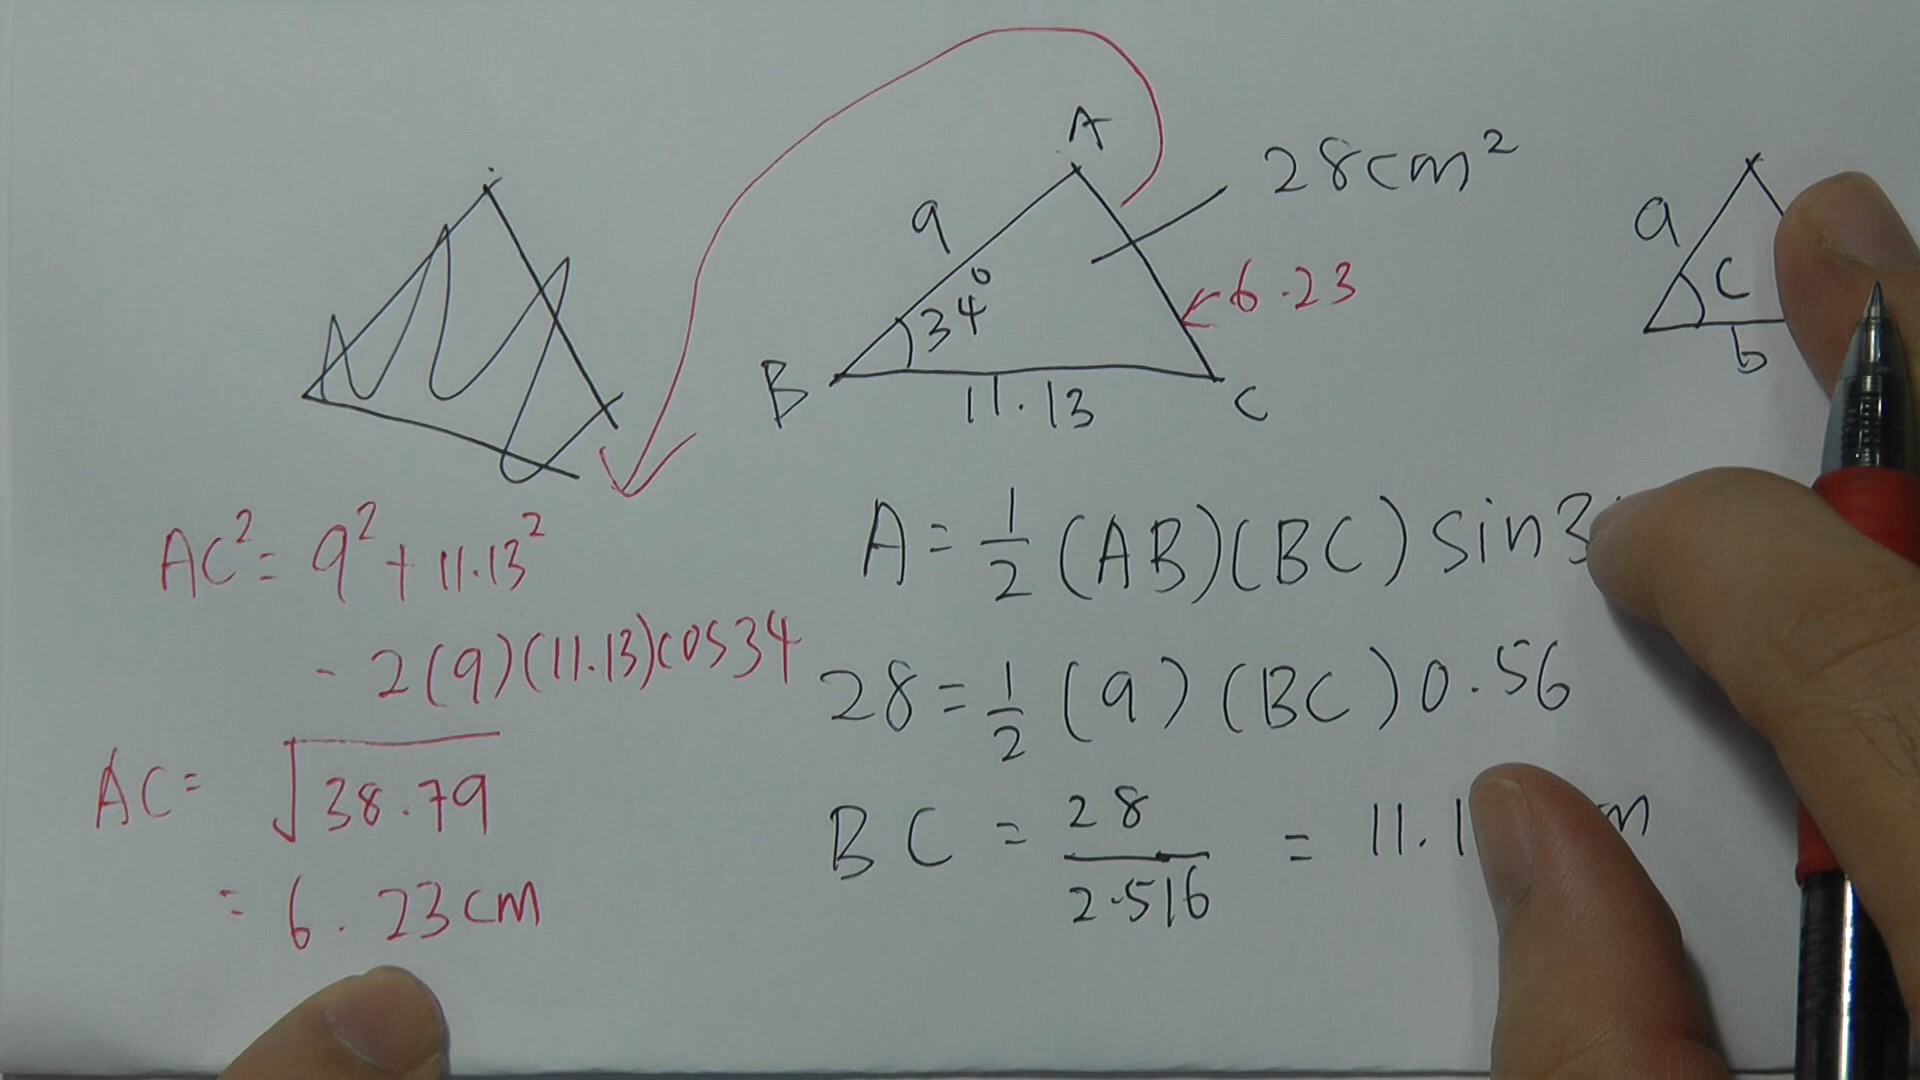 A
28cm²
9
34°
6.23
B
11.13
C
a
C
b
AC² = 9² + 11.13²
- 2(9)(11.13)cos34
AC = √38.79
= 6.23cm
A = 1/2 (AB)(BC) sin3
28 = 1/2 (9)(BC) 0.56
BC = 28/2.516 = 11.1